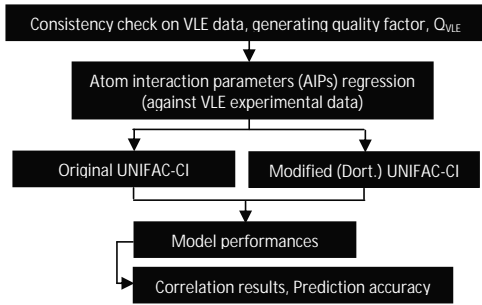 Consistency check on VLE data, generating quality factor, QVLE
Atom interaction parameters (AIPs) regression
(against VLE experimental data)
Original UNIFAC-CI
Modified (Dort.) UNIFAC-CI
Model performances
Correlation results, Prediction accuracy